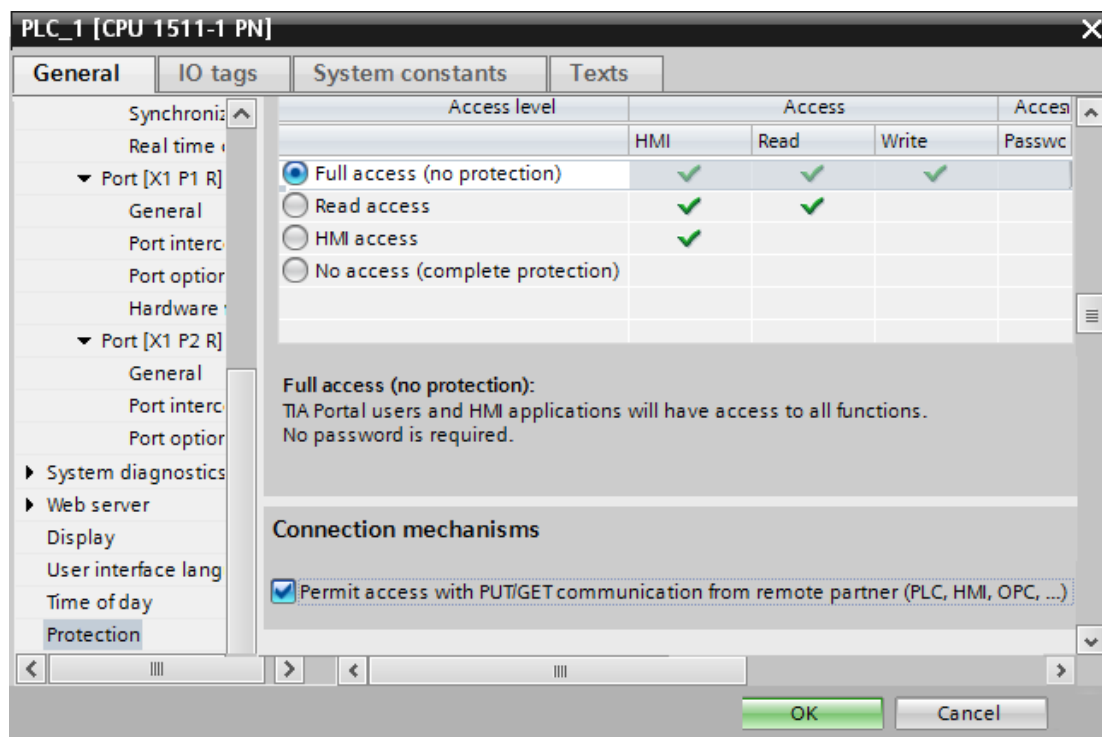 PLC_1 [CPU 1511-1 PN]
General IO tags System constants Texts
Synchroniz
Real time
Port [X1 P1 R]
General
Port interc
Port option
Hardware
Port [X1 P2 R]
General
Port interc
Port option
System diagnostics
Web server
Display
User interface lang
Time of day
Protection
Access level Access Acces
HMI Read Write Passwo
Full access (no protection)
Read access
HMI access
No access (complete protection)
Full access (no protection):
TIA Portal users and HMI applications will have access to all functions.
No password is required.
Connection mechanisms
Permit access with PUT/GET communication from remote partner (PLC, HMI, OPC, ...)
OK Cancel